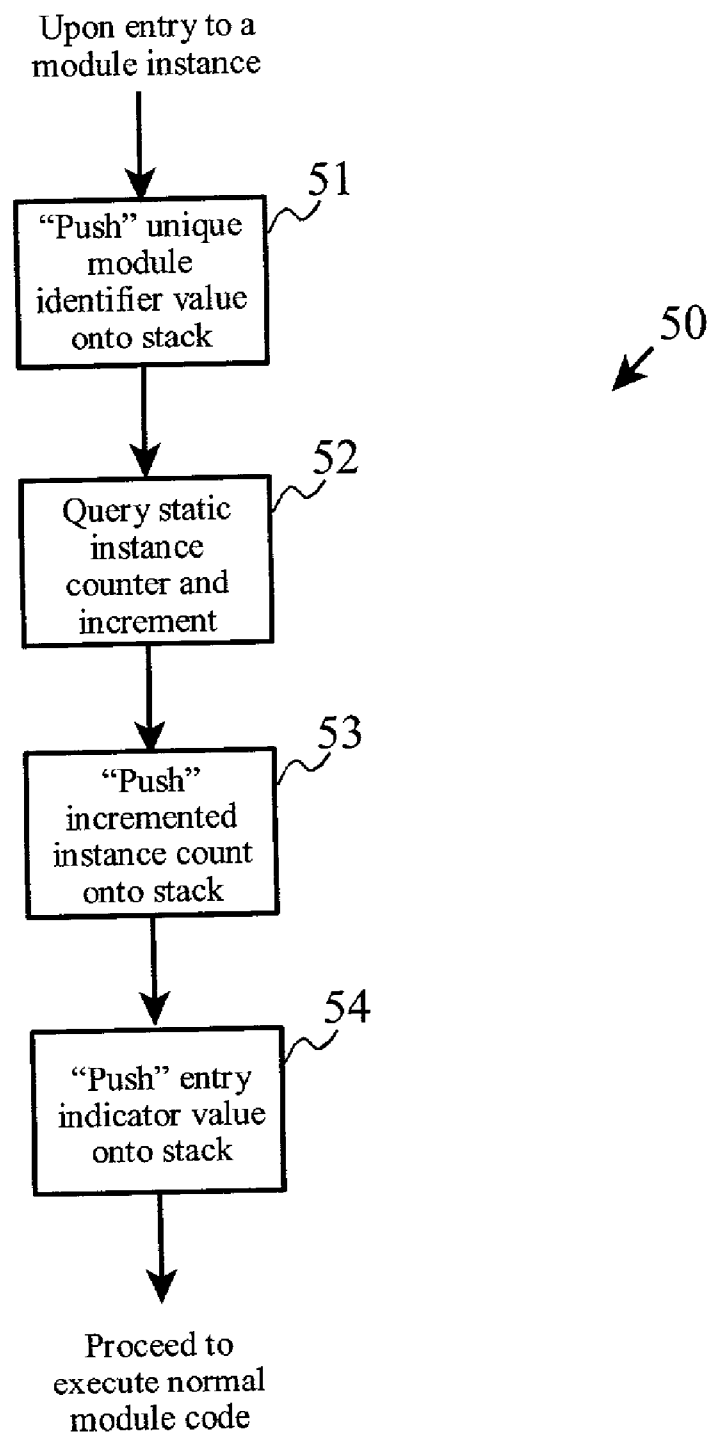 Upon entry to a
module instance
51
“Push” unique
module
identifier value
onto stack
50
52
Query static
instance
counter and
increment
53
“Push”
incremented
instance count
onto stack
54
“Push” entry
indicator value
onto stack
Proceed to
execute normal
module code